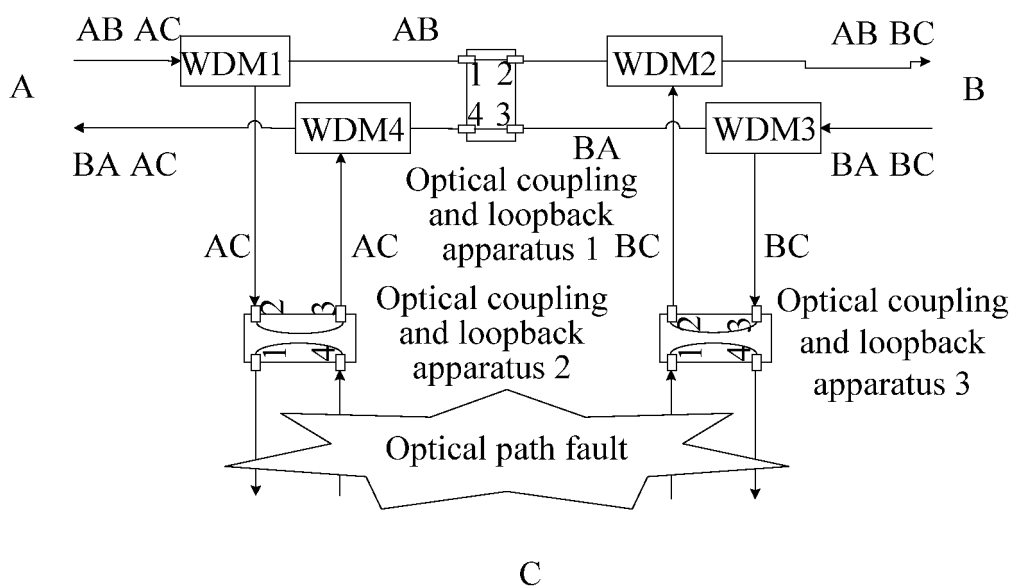 AB AC
AB
AB BC
WDM1
1 2
WDM2
A
B
4 3
WDM4
WDM3
BA AC
BA
BA BC
Optical coupling
and loopback
apparatus 1
AC
AC
BC
BC
2 3
1 4
Optical coupling
and loopback
apparatus 2
2 3
1 4
Optical coupling
and loopback
apparatus 3
Optical path fault
C